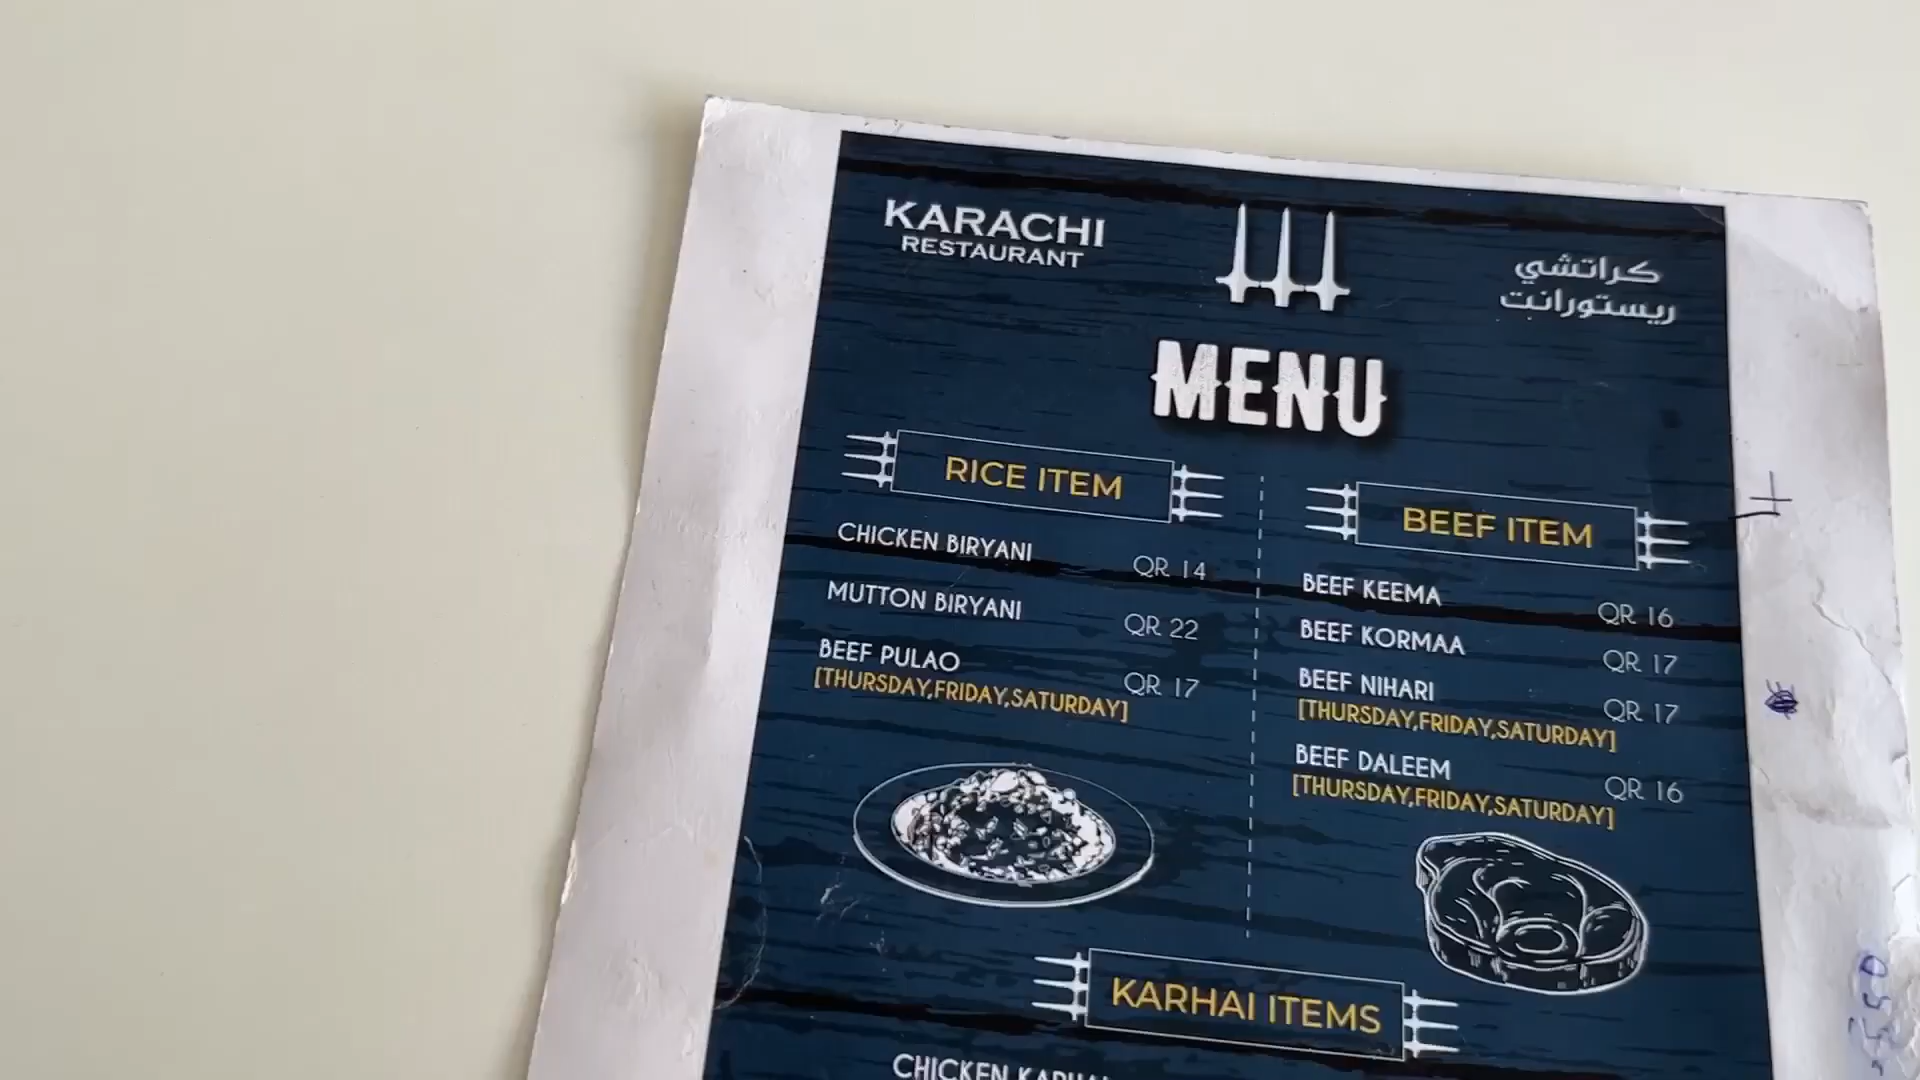 KARACHI
RESTAURANT
كراتشي
ريستورانت
MENU
RICE ITEM
CHICKEN BIRYANI QR 14
MUTTON BIRYANI QR 22
BEEF PULAO QR 17
[THURSDAY,FRIDAY,SATURDAY]
BEEF ITEM
BEEF KEEMA QR 16
BEEF KORMAA QR 17
BEEF NIHARI QR 17
[THURSDAY,FRIDAY,SATURDAY]
BEEF DALEEM QR 16
[THURSDAY,FRIDAY,SATURDAY]
KARHAI ITEMS
CHICKEN KARHAI